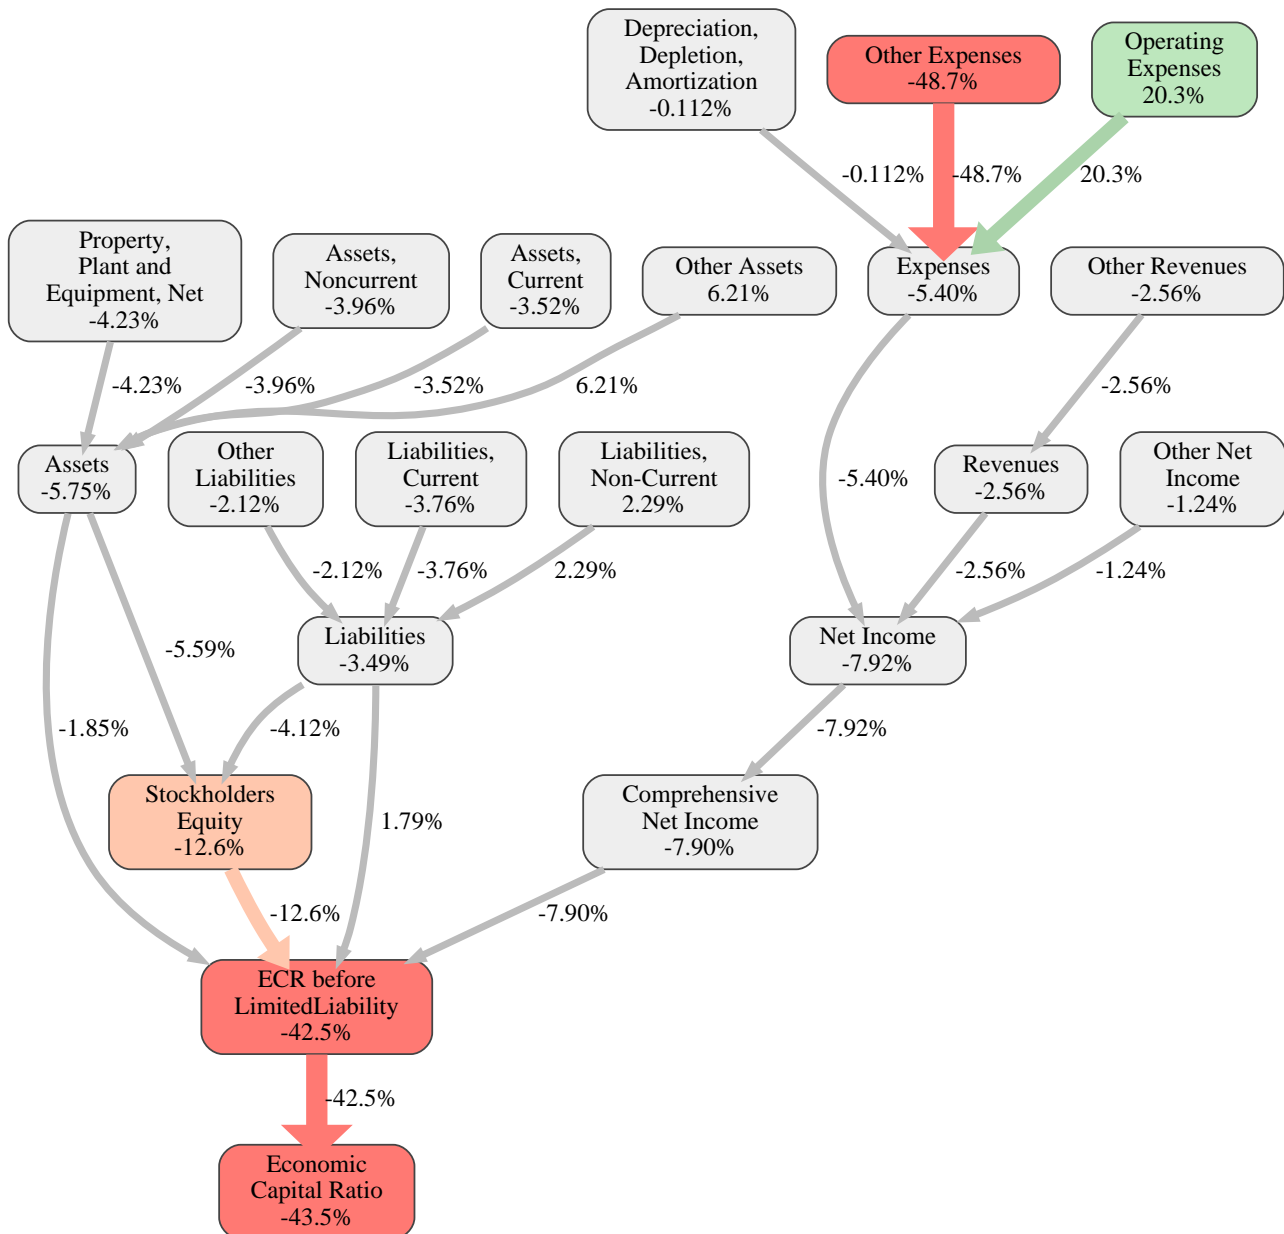 Depreciation,
Depletion,
Amortization
-0.112%
Other Expenses
-48.7%
Operating
Expenses
20.3%
-0.112%
-48.7%
20.3%
Property,
Plant and
Equipment, Net
-4.23%
Assets,
Noncurrent
-3.96%
Assets,
Current
-3.52%
Other Assets
6.21%
Expenses
-5.40%
Other Revenues
-2.56%
-4.23%
-3.96%
-3.52%
6.21%
-2.56%
Assets
-5.75%
Other
Liabilities
-2.12%
Liabilities,
Current
-3.76%
Liabilities,
Non-Current
2.29%
-5.40%
Revenues
-2.56%
Other Net
Income
-1.24%
-2.12%
-3.76%
2.29%
-2.56%
-1.24%
-5.59%
Liabilities
-3.49%
Net Income
-7.92%
-1.85%
-4.12%
-7.92%
Stockholders
Equity
-12.6%
1.79%
Comprehensive
Net Income
-7.90%
-12.6%
-7.90%
ECR before
LimitedLiability
-42.5%
-42.5%
Economic
Capital Ratio
-43.5%